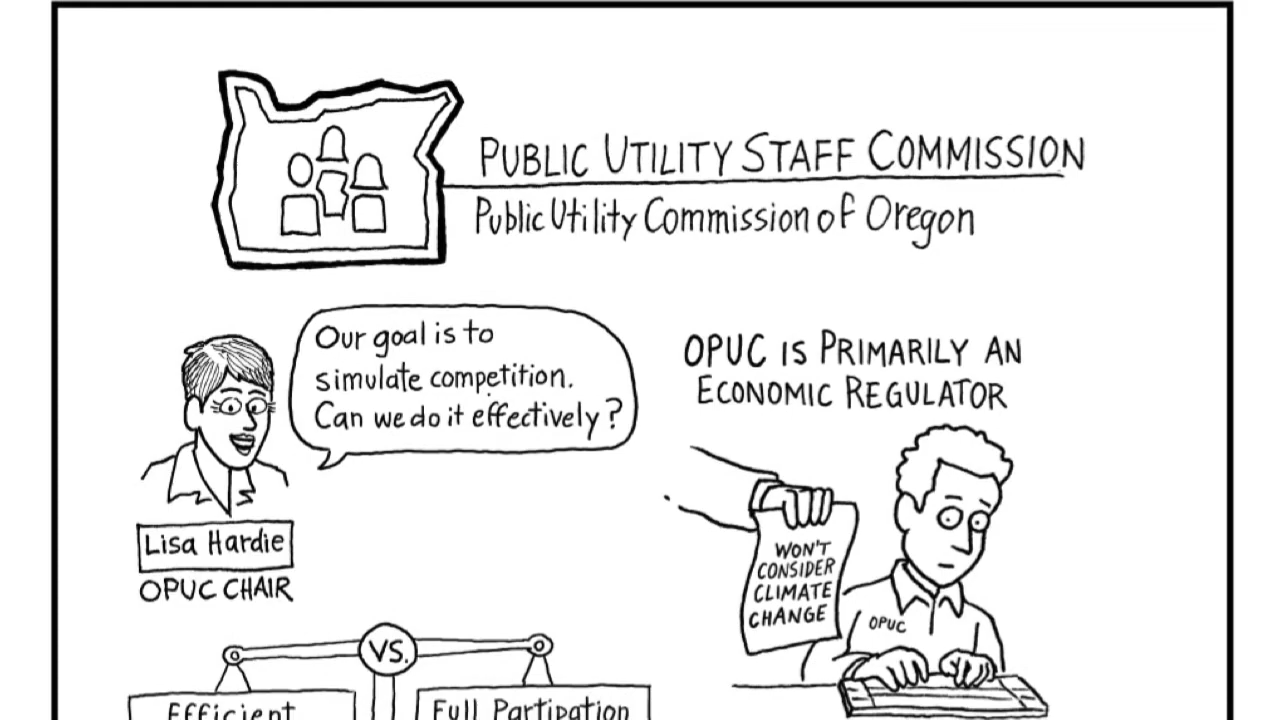 PUBLIC UTILITY STAFF COMMISSION
Public Utility Commission of Oregon
Our goal is to
simulate competition.
Can we do it effectively?
Lisa Hardie
OPUC CHAIR
OPUC IS PRIMARILY AN
ECONOMIC REGULATOR
WON'T
CONSIDER
CLIMATE
CHANGE
OPUC
VS.
Efficient
Full Partipation